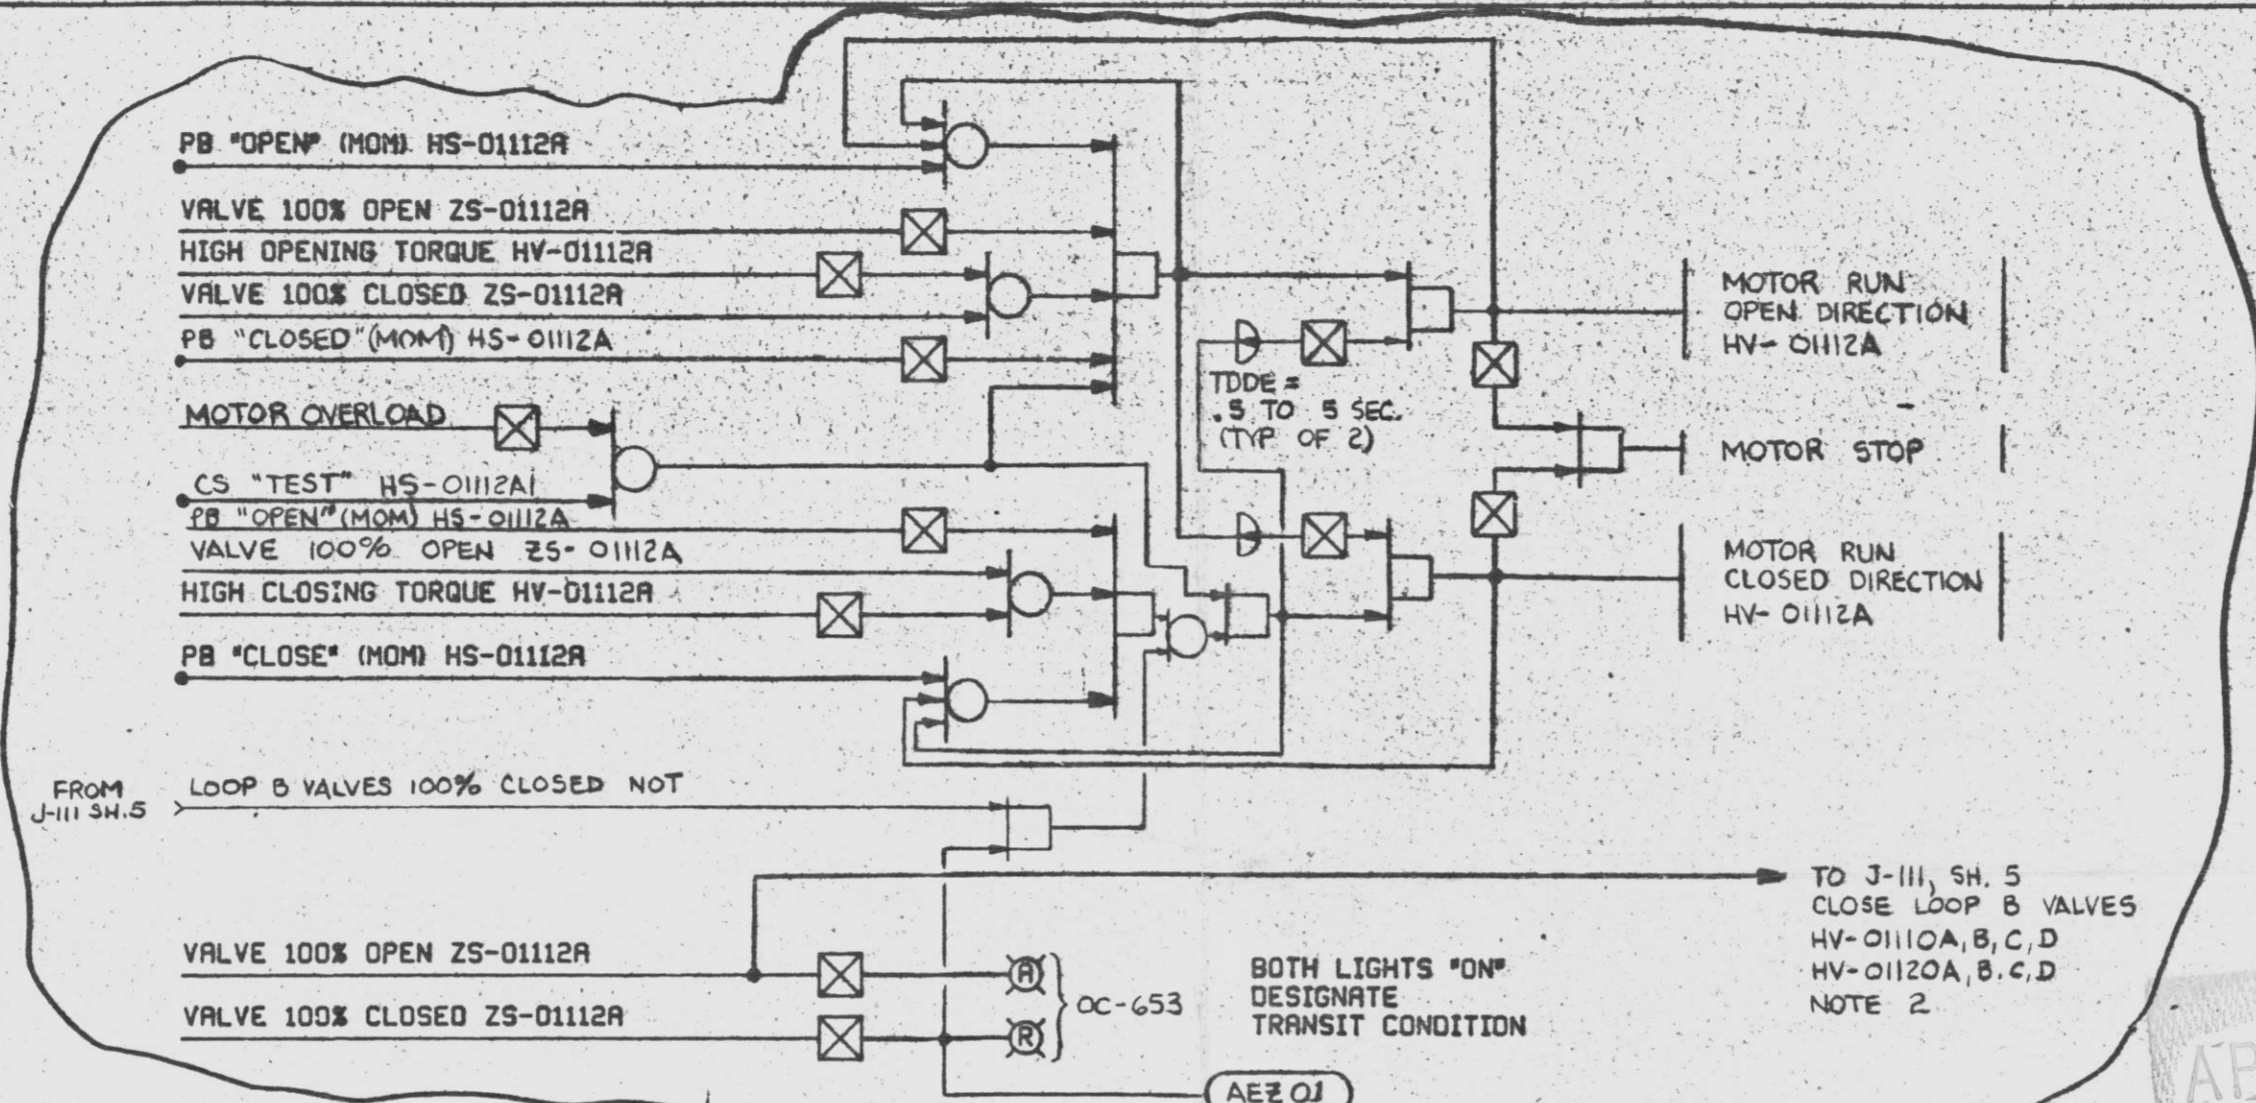 PB "OPEN" (MOM) HS-01112A
VALVE 100% OPEN ZS-01112A
HIGH OPENING TORQUE HV-01112A
VALVE 100% CLOSED ZS-01112A
PB "CLOSED" (MOM) HS-01112A
MOTOR OVERLOAD
CS "TEST" HS-01112A1
PB "OPEN" (MOM) HS-01112A
VALVE 100% OPEN ZS-01112A
HIGH CLOSING TORQUE HV-01112A
PB "CLOSE" (MOM) HS-01112A
TDDE =
.5 TO 5 SEC.
(TYP OF 2)
MOTOR RUN
OPEN DIRECTION
HV-01112A
MOTOR STOP
MOTOR RUN
CLOSED DIRECTION
HV-01112A
FROM
J-111 SH.5
LOOP B VALVES 100% CLOSED NOT
TO J-111, SH. 5
CLOSE LOOP B VALVES
HV-01110A,B,C,D
HV-01120A,B.C,D
NOTE 2
VALVE 100% OPEN ZS-01112A
VALVE 100% CLOSED ZS-01112A
A
R
OC-653
BOTH LIGHTS "ON"
DESIGNATE
TRANSIT CONDITION
AEZ 01